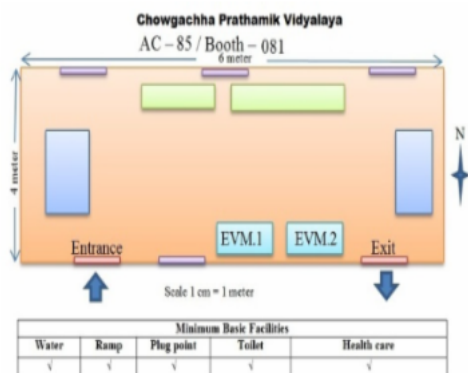 Chowgachha Prathamik Vidyalaya
AC – 85 / Booth – 081
6 meter
4 meter
N
EVM.1 EVM.2
Entrance Exit
Scale 1 cm = 1 meter
Minimum Basic Facilities
Water Ramp Plug point Toilet Health care
√ √ √ √ √